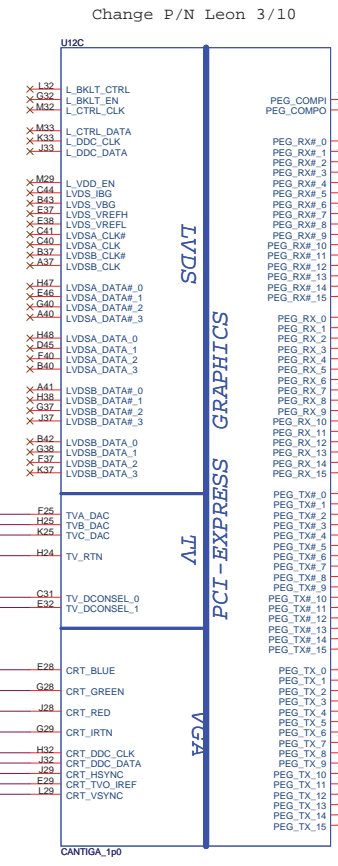 Change P/N Leon 3/10
U12C
L32 L_BKLT_CTRL
G32 L_BKLT_EN
M32 L_CTRL_CLK
M33 L_CTRL_DATA
K33 L_DDC_CLK
J33 L_DDC_DATA
M29 L_VDD_EN
C44 LVDS_IBG
B43 LVDS_VBG
E37 LVDS_VREFH
E38 LVDS_VREFL
C41 LVDSA_CLK#
C40 LVDSA_CLK
B37 LVDSB_CLK#
A37 LVDSB_CLK
H47 LVDSA_DATA#_0
E46 LVDSA_DATA#_1
G40 LVDSA_DATA#_2
A40 LVDSA_DATA#_3
H48 LVDSA_DATA_0
D45 LVDSA_DATA_1
F40 LVDSA_DATA_2
B40 LVDSA_DATA_3
A41 LVDSB_DATA#_0
H38 LVDSB_DATA#_1
G37 LVDSB_DATA#_2
J37 LVDSB_DATA#_3
B42 LVDSB_DATA_0
G38 LVDSB_DATA_1
F37 LVDSB_DATA_2
K37 LVDSB_DATA_3
F25 TVA_DAC
H25 TVB_DAC
K25 TVC_DAC
H24 TV_RTN
C31 TV_DCONSEL_0
E32 TV_DCONSEL_1
E28 CRT_BLUE
G28 CRT_GREEN
J28 CRT_RED
G29 CRT_IRTN
H32 CRT_DDC_CLK
J32 CRT_DDC_DATA
J29 CRT_HSYNC
E29 CRT_TVO_IREF
L29 CRT_VSYNC
LVDS
TV
VGA
PCI-EXPRESS GRAPHICS
PEG_COMPI
PEG_COMPO
PEG_RX#_0
PEG_RX#_1
PEG_RX#_2
PEG_RX#_3
PEG_RX#_4
PEG_RX#_5
PEG_RX#_6
PEG_RX#_7
PEG_RX#_8
PEG_RX#_9
PEG_RX#_10
PEG_RX#_11
PEG_RX#_12
PEG_RX#_13
PEG_RX#_14
PEG_RX#_15
PEG_RX_0
PEG_RX_1
PEG_RX_2
PEG_RX_3
PEG_RX_4
PEG_RX_5
PEG_RX_6
PEG_RX_7
PEG_RX_8
PEG_RX_9
PEG_RX_10
PEG_RX_11
PEG_RX_12
PEG_RX_13
PEG_RX_14
PEG_RX_15
PEG_TX#_0
PEG_TX#_1
PEG_TX#_2
PEG_TX#_3
PEG_TX#_4
PEG_TX#_5
PEG_TX#_6
PEG_TX#_7
PEG_TX#_8
PEG_TX#_9
PEG_TX#_10
PEG_TX#_11
PEG_TX#_12
PEG_TX#_13
PEG_TX#_14
PEG_TX#_15
PEG_TX_0
PEG_TX_1
PEG_TX_2
PEG_TX_3
PEG_TX_4
PEG_TX_5
PEG_TX_6
PEG_TX_7
PEG_TX_8
PEG_TX_9
PEG_TX_10
PEG_TX_11
PEG_TX_12
PEG_TX_13
PEG_TX_14
PEG_TX_15
CANTIGA_1p0